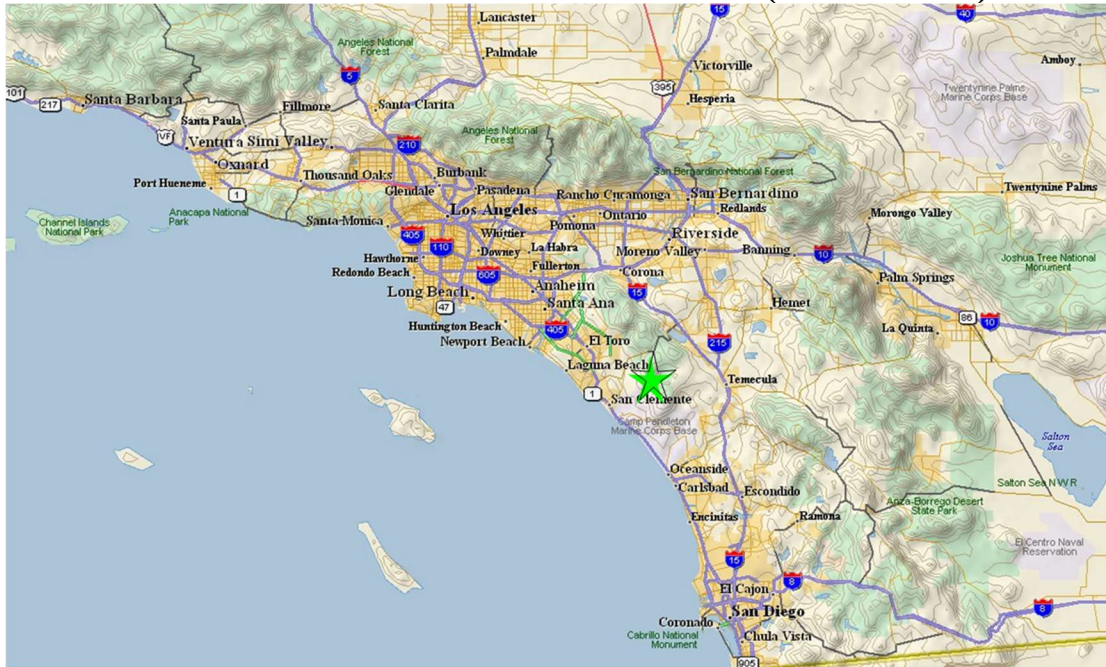 15
40
Lancaster
Angeles National
Forest
Palmdale
5
Victorville
Amboy
101
217
Santa Barbara
395
Hesperia
Twentynine Palms
Marine Corps Base
Fillmore
Santa Clarita
Santa Paula
VF
Ventura
Simi Valley
210
Angeles National
Forest
Oxnard
Thousand Oaks
Burbank
San Bernardino National Forest
Port Hueneme
1
Glendale
Pasadena
Rancho Cucamonga
San Bernardino
Twentynine Palms
Channel Islands
National Park
Anacapa National
Park
Santa Monica
Los Angeles
Pomona
Ontario
Redlands
Morongo Valley
405
110
Whittier
Riverside
Hawthorne
Downey
La Habra
Moreno Valley
Banning
10
Joshua Tree National
Monument
Redondo Beach
605
Fullerton
Corona
Palm Springs
Long Beach
Anaheim
15
47
Santa Ana
Hemet
86
10
Huntington Beach
405
La Quinta
Newport Beach
El Toro
215
Laguna Beach
Temecula
1
San Clemente
Camp Pendleton
Marine Corps Base
Salton
Sea
Oceanside
Carlsbad
Escondido
Salton Sea N W R
Anza-Borrego Desert
State Park
Encinitas
Ramona
El Centro Naval
Reservation
15
El Cajon
8
8
San Diego
Coronado
Cabrillo National
Monument
Chula Vista
905